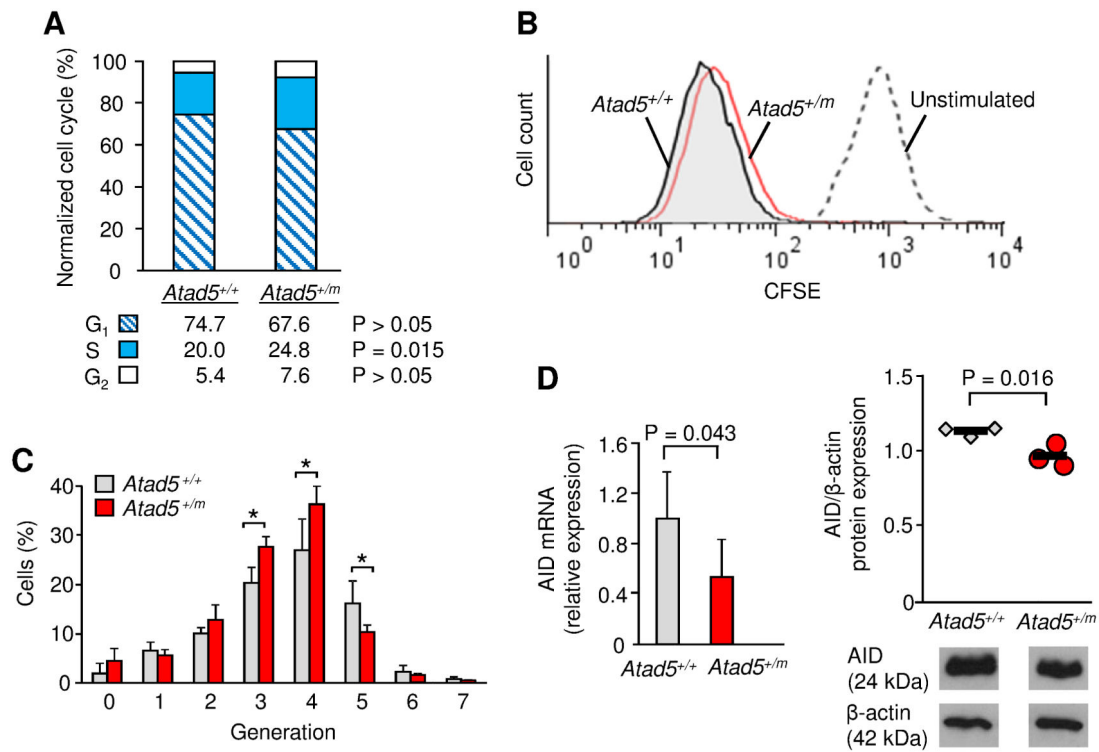 A
Normalized cell cycle (%)
100
80
60
40
20
0
Atad5+/+ Atad5+/m
G1 74.7 67.6 P > 0.05
S 20.0 24.8 P = 0.015
G2 5.4 7.6 P > 0.05
B
Cell count
Atad5+/+
Atad5+/m
Unstimulated
10^0 10^1 10^2 10^3 10^4
CFSE
C
Cells (%)
40
30
20
10
0
Atad5+/+
Atad5+/m
* * *
0 1 2 3 4 5 6 7
Generation
D
AID mRNA
(relative expression)
1.6
1.2
0.8
0.4
0
P = 0.043
Atad5+/+ Atad5+/m
AID/β-actin
protein expression
1.5
1.0
0.5
0
P = 0.016
Atad5+/+ Atad5+/m
AID
(24 kDa)
β-actin
(42 kDa)